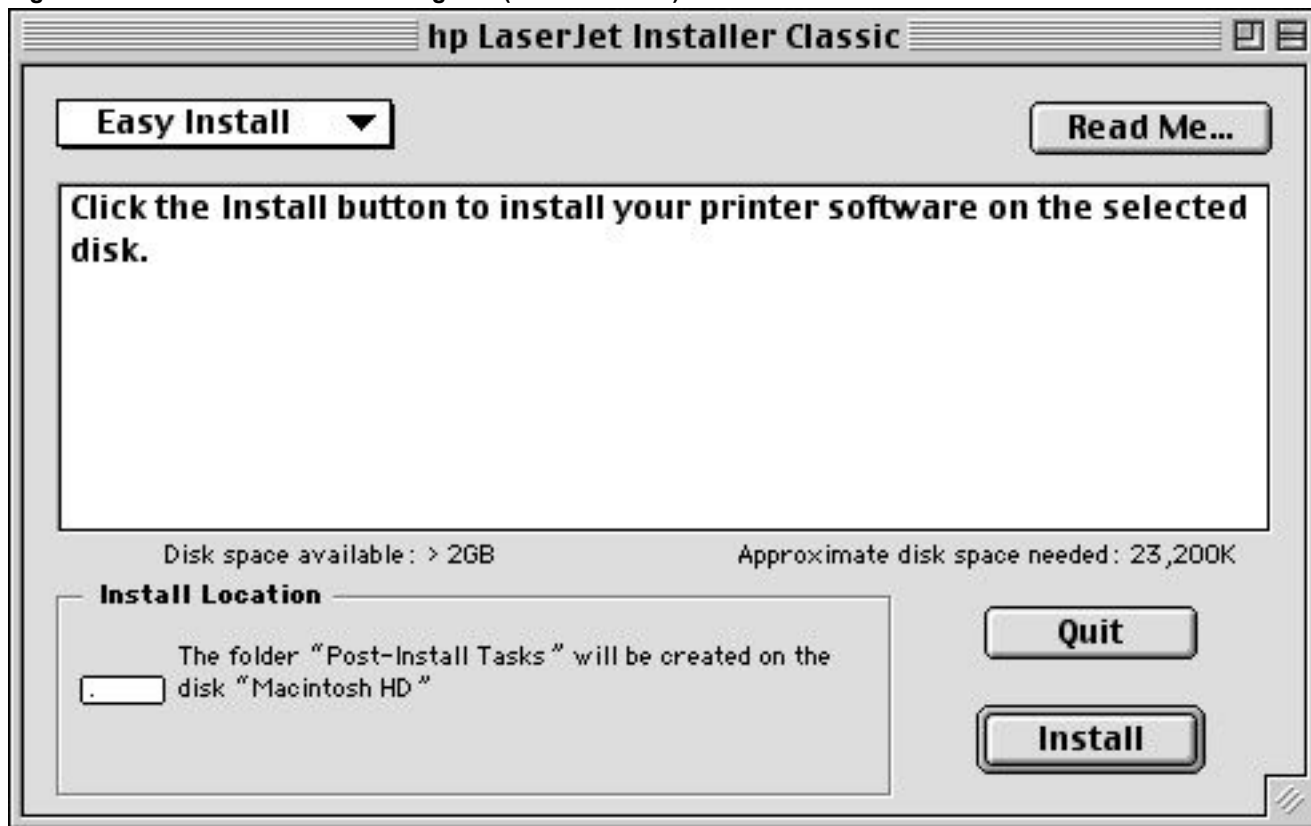 hp LaserJet Installer Classic
Easy Install
Read Me...
Click the Install button to install your printer software on the selected
disk.
Disk space available: > 2GB
Approximate disk space needed: 23,200K
Install Location
The folder "Post-Install Tasks" will be created on the
disk "Macintosh HD"
Quit
Install